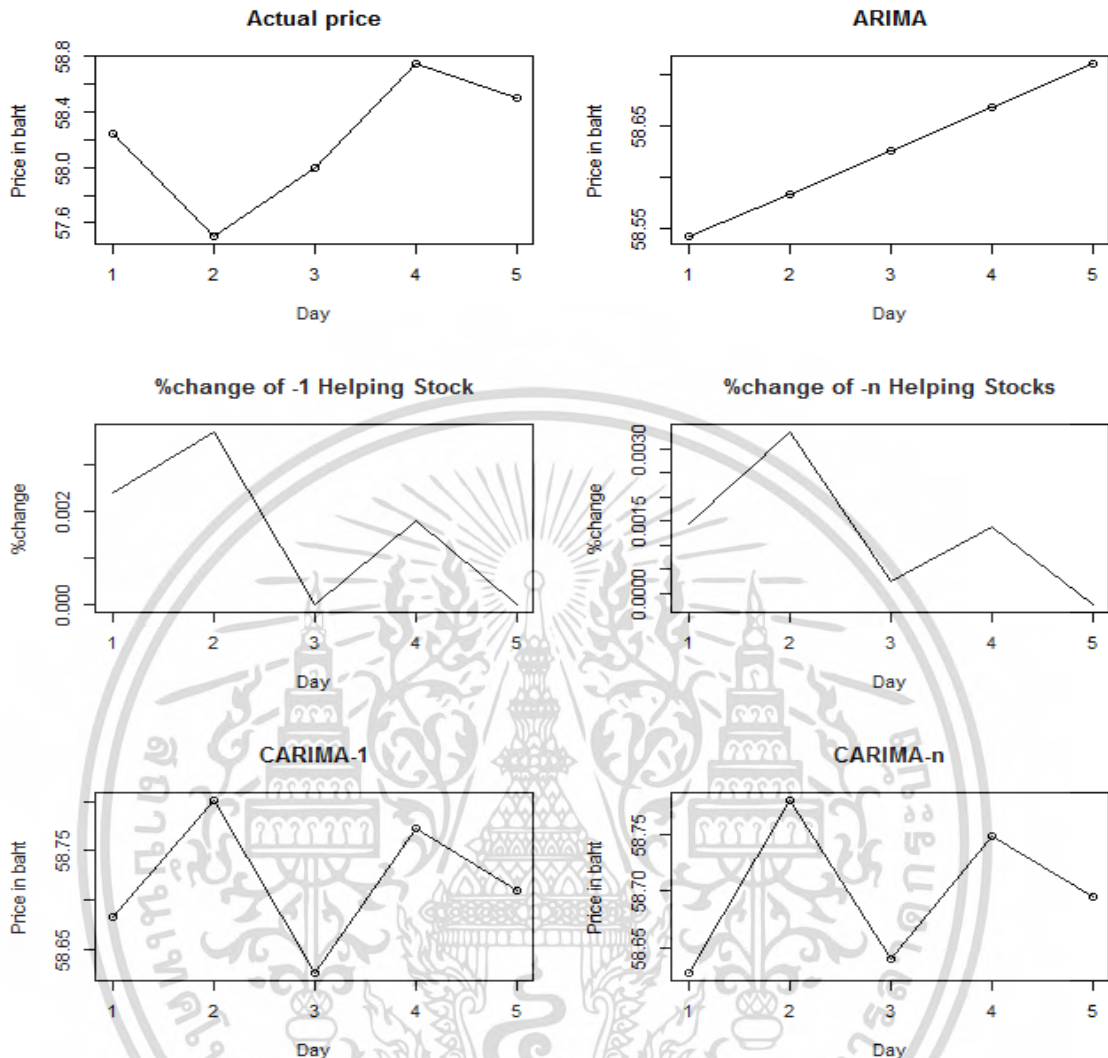 Actual price
ARIMA
Price in baht
57.6 58.0 58.4 58.8
1 2 3 4 5
Day
Price in baht
58.55 58.65
1 2 3 4 5
Day
%change of -1 Helping Stock
%change of -n Helping Stocks
%change
0.000 0.002
1 2 3 4 5
Day
%change
0.0000 0.0015 0.0030
1 2 3 4 5
Day
CARIMA-1
CARIMA-n
Price in baht
58.65 58.75
1 2 3 4 5
Day
Price in baht
58.65 58.70 58.75
1 2 3 4 5
Day